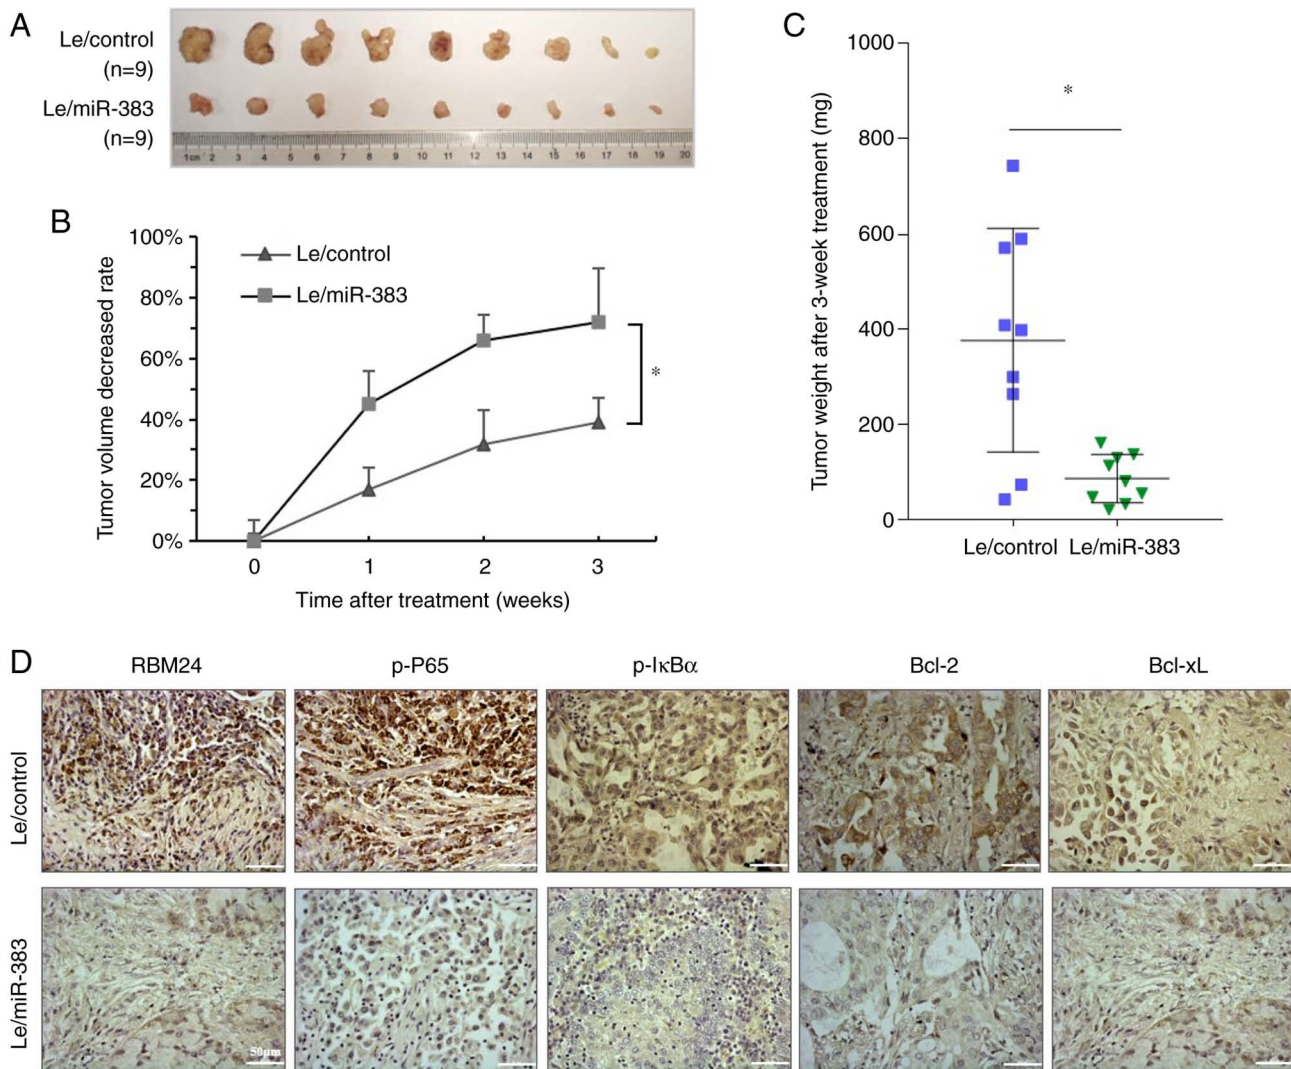 A
Le/control
(n=9)
Le/miR-383
(n=9)
1cm 2 3 4 5 6 7 8 9 10 11 12 13 14 15 16 17 18 19 20
B
100%
80%
60%
40%
20%
0%
Tumor volume decreased rate
Le/control
Le/miR-383
*
0 1 2 3
Time after treatment (weeks)
C
1000
800
600
400
200
0
Tumor weight after 3-week treatment (mg)
*
Le/control Le/miR-383
D
RBM24 p-P65 p-IκBα Bcl-2 Bcl-xL
Le/control
Le/miR-383
50μm